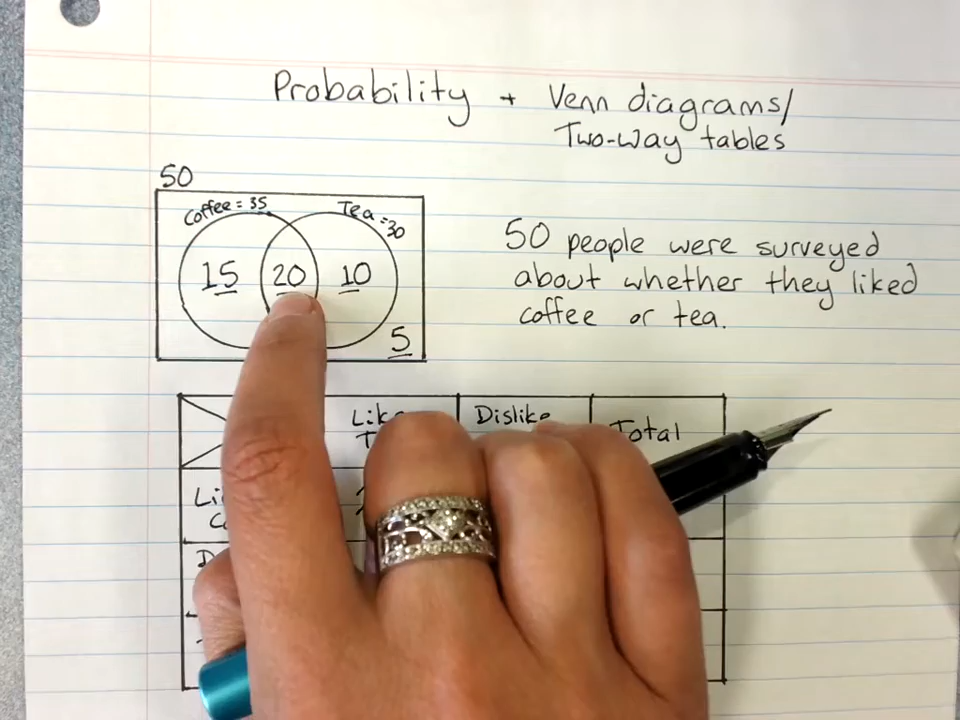 Probability + Venn diagrams/
Two-way tables
50
Coffee = 35
Tea = 30
15 20 10
5
50 people were surveyed
about whether they liked
coffee or tea.
Dislike
Total